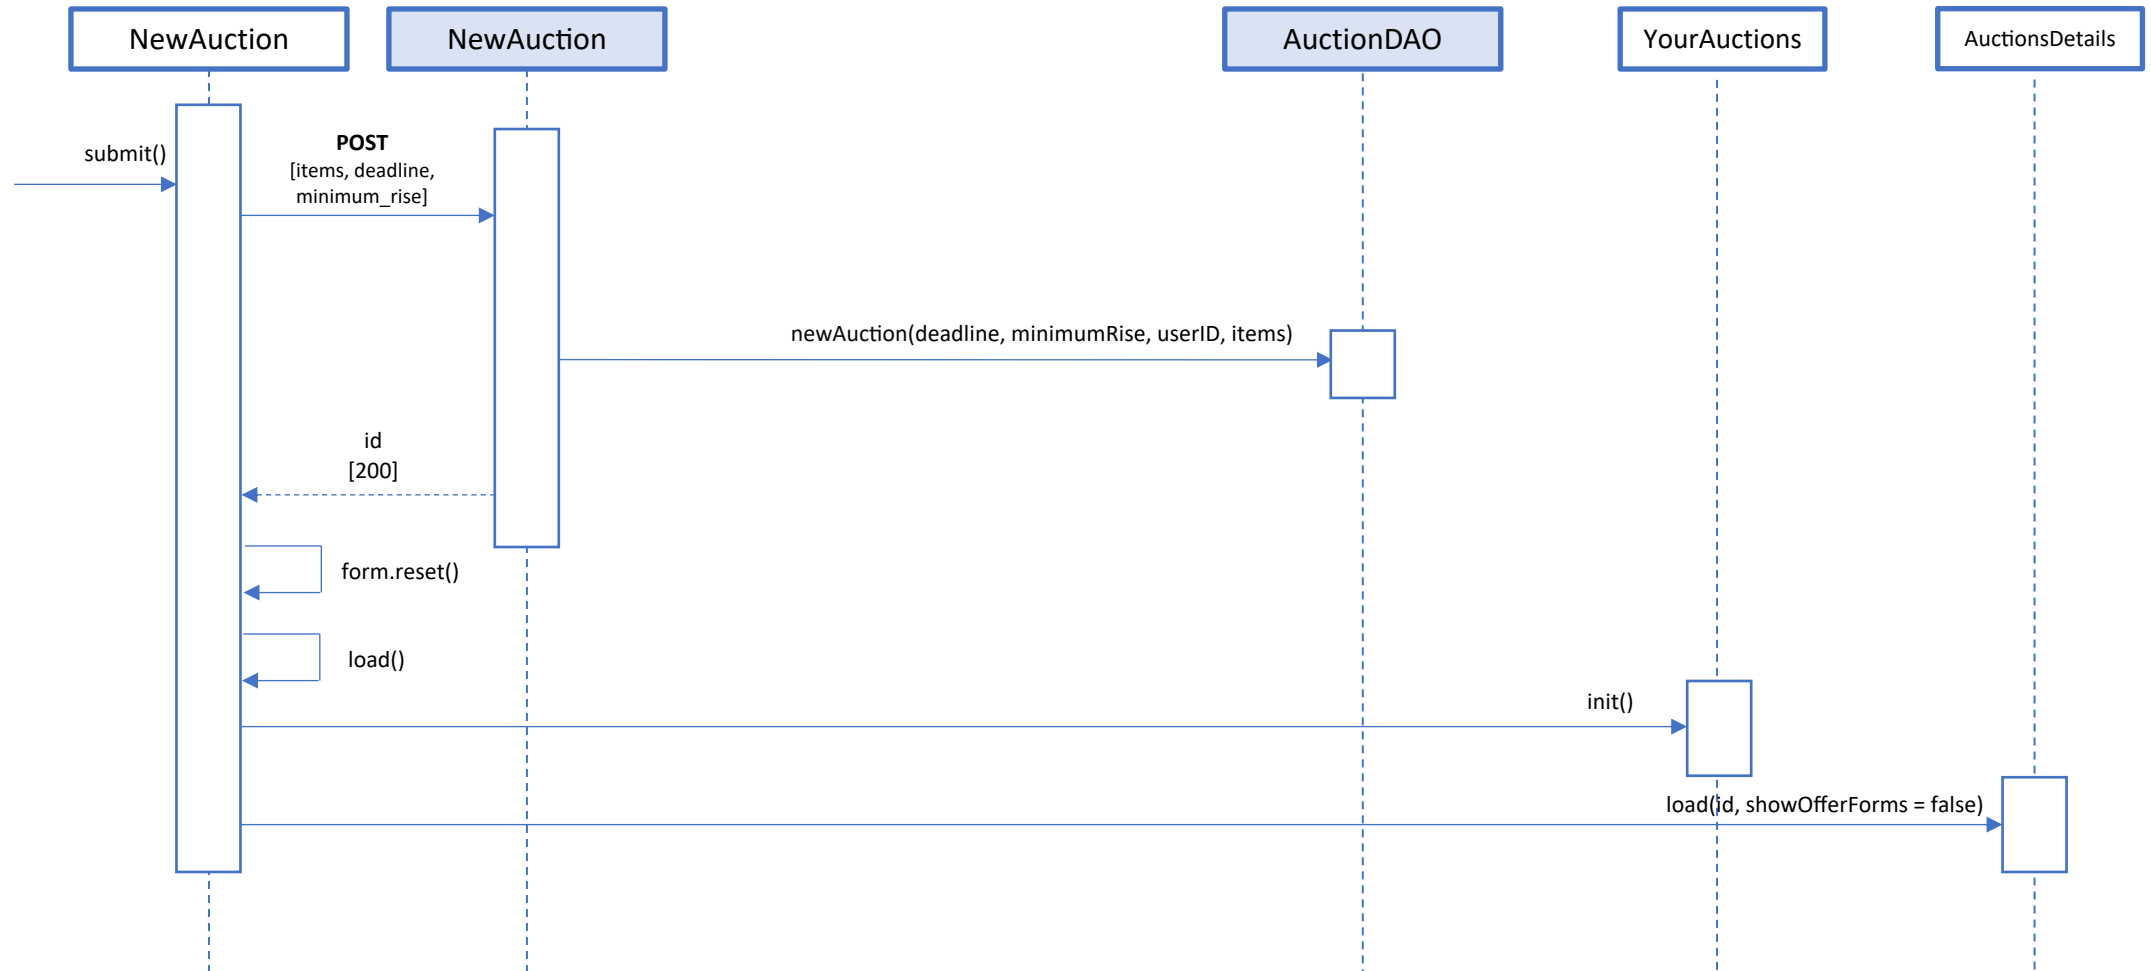 NewAuction
NewAuction
AuctionDAO
YourAuctions
AuctionsDetails
submit()
POST
[items, deadline,
minimum_rise]
newAuction(deadline, minimumRise, userID, items)
id
[200]
form.reset()
load()
init()
load(id, showOfferForms = false)